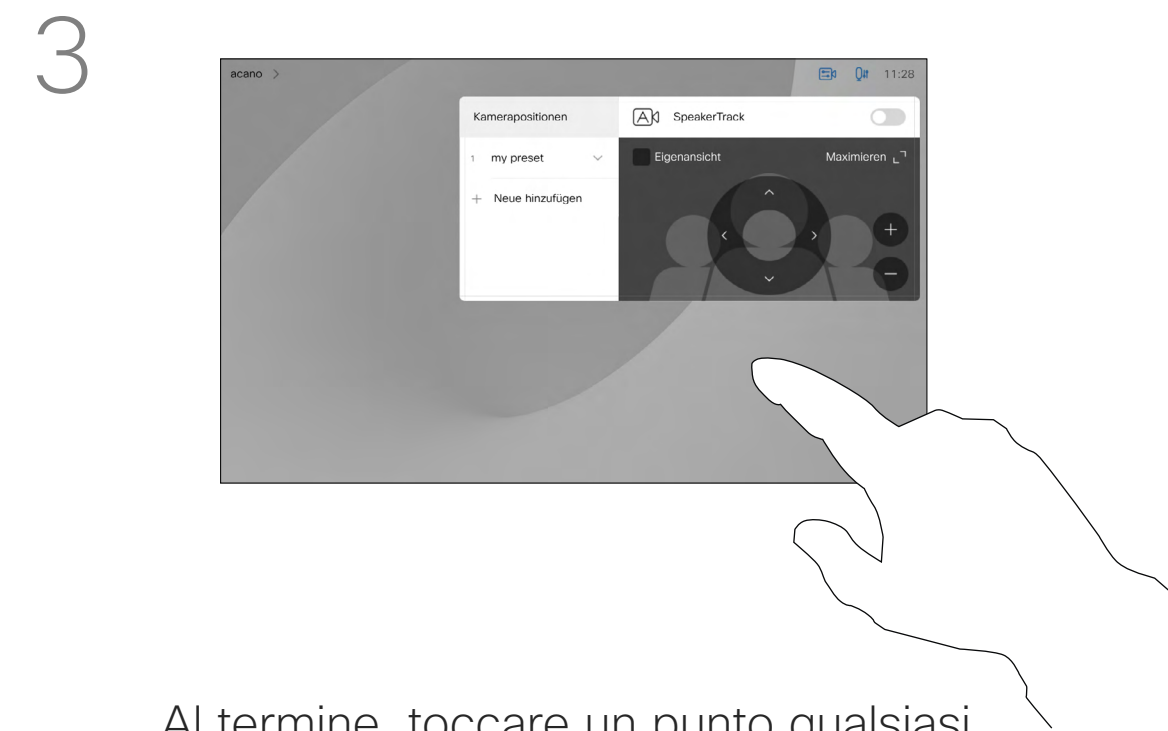 3
acano >
11:28
Kamerapositionen
SpeakerTrack
1 my preset
Eigenansicht
Maximieren
+ Neue hinzufügen
Al termine, toccare un punto qualsiasi